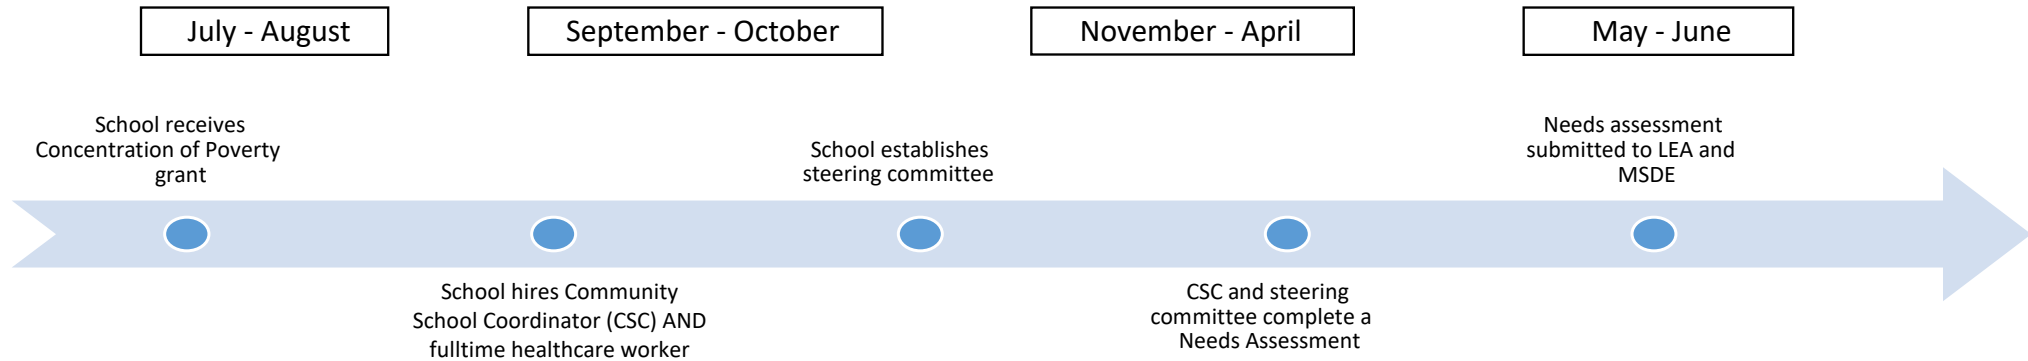 July - August
September - October
November - April
May - June
School receives
Concentration of Poverty
grant
School establishes
steering committee
Needs assessment
submitted to LEA and
MSDE
School hires Community
School Coordinator (CSC) AND
fulltime healthcare worker
CSC and steering
committee complete a
Needs Assessment